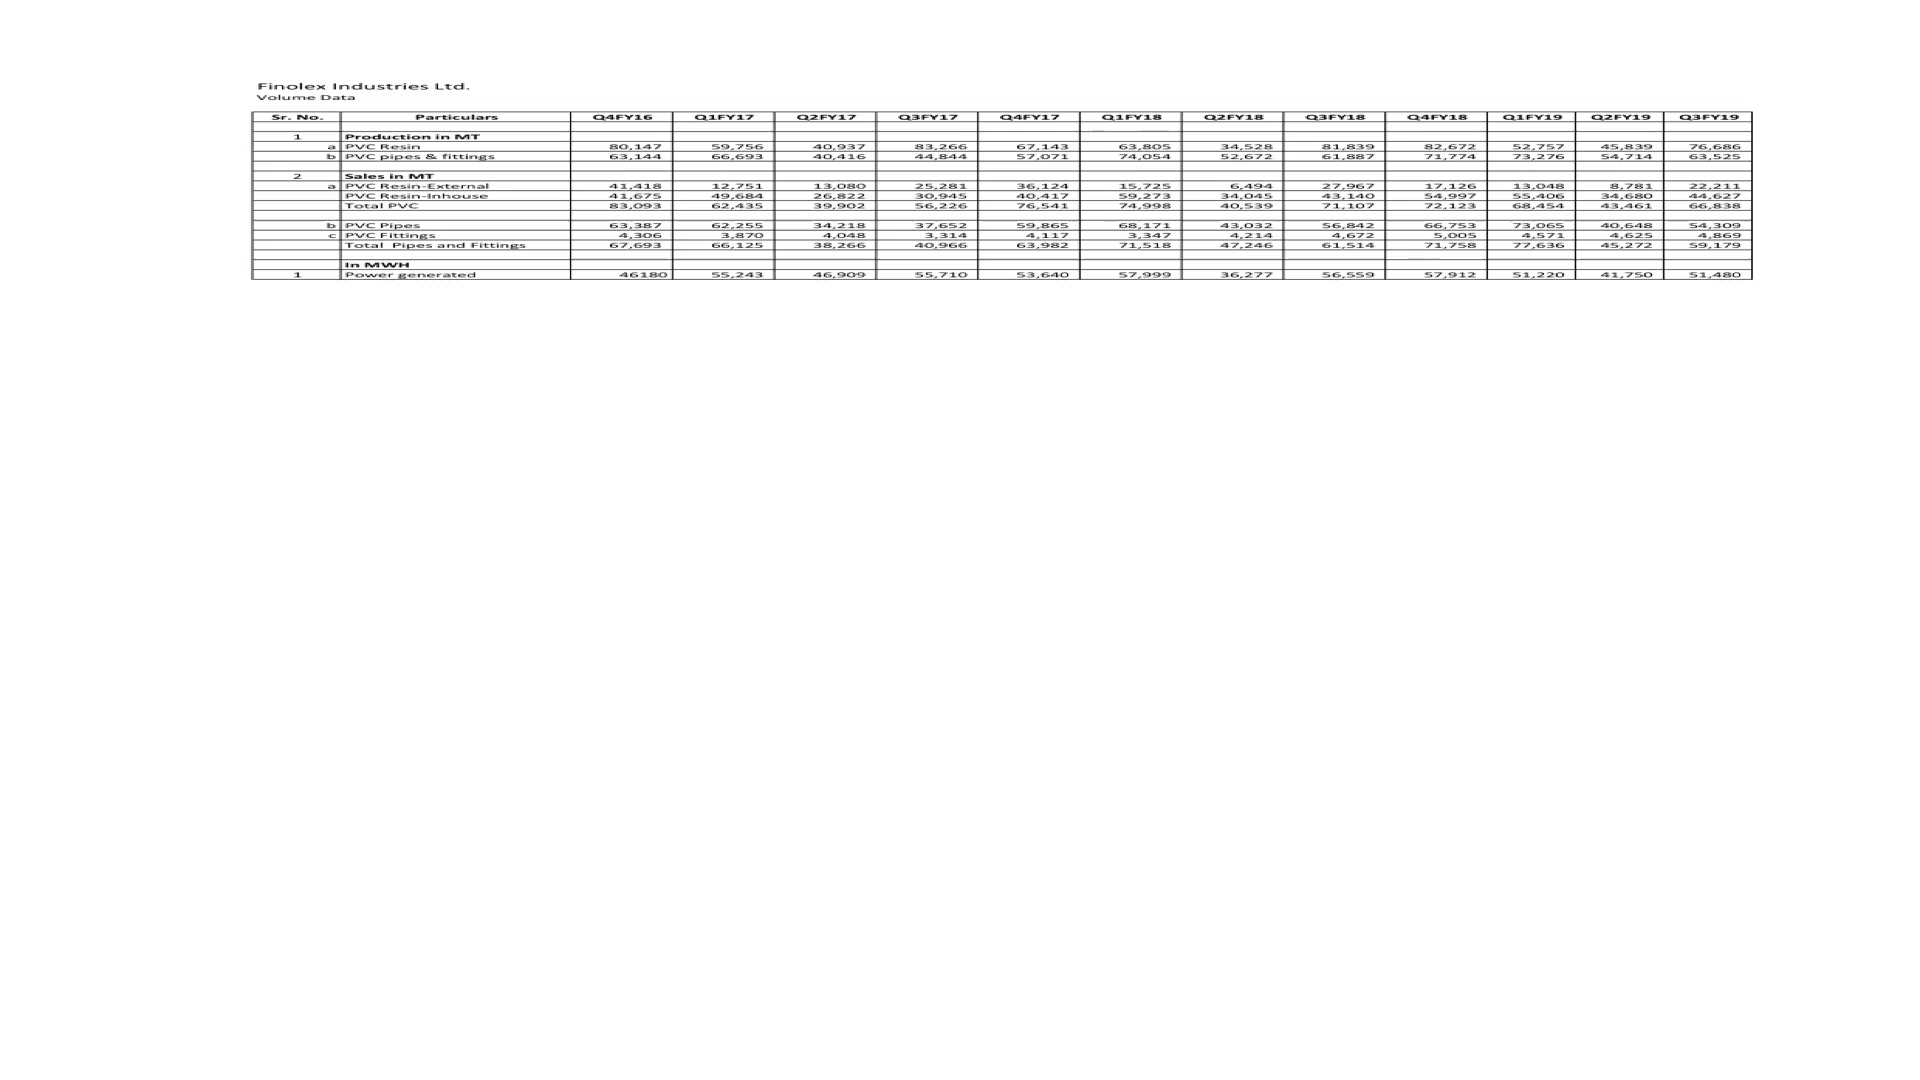 Finolex Industries Ltd.
Volume Data
Sr. No. Particulars Q4FY16 Q1FY17 Q2FY17 Q3FY17 Q4FY17 Q1FY18 Q2FY18 Q3FY18 Q4FY18 Q1FY19 Q2FY19 Q3FY19
1 Production in MT
a PVC Resin 80,147 59,756 40,937 83,266 67,143 63,805 34,528 81,839 82,672 52,757 45,839 76,686
b PVC pipes & fittings 63,144 66,693 40,416 44,844 57,071 74,054 52,672 61,887 71,774 73,276 54,714 63,525
2 Sales in MT
a PVC Resin-External 41,418 12,751 13,080 25,281 36,124 15,725 6,494 27,967 17,126 13,048 8,781 22,211
PVC Resin-Inhouse 41,675 49,684 26,822 30,945 40,417 59,273 34,045 43,140 54,997 55,406 34,680 44,627
Total PVC 83,093 62,435 39,902 56,226 76,541 74,998 40,539 71,107 72,123 68,454 43,461 66,838
b PVC Pipes 63,387 62,255 34,218 37,652 59,865 68,171 43,032 56,842 66,753 73,065 40,648 54,309
c PVC Fittings 4,306 3,870 4,048 3,314 4,117 3,347 4,214 4,672 5,005 4,571 4,625 4,869
Total Pipes and Fittings 67,693 66,125 38,266 40,966 63,982 71,518 47,246 61,514 71,758 77,636 45,272 59,179
In MWH
1 Power generated 46180 55,243 46,909 55,710 53,640 57,999 36,277 56,559 57,912 51,220 41,750 51,480